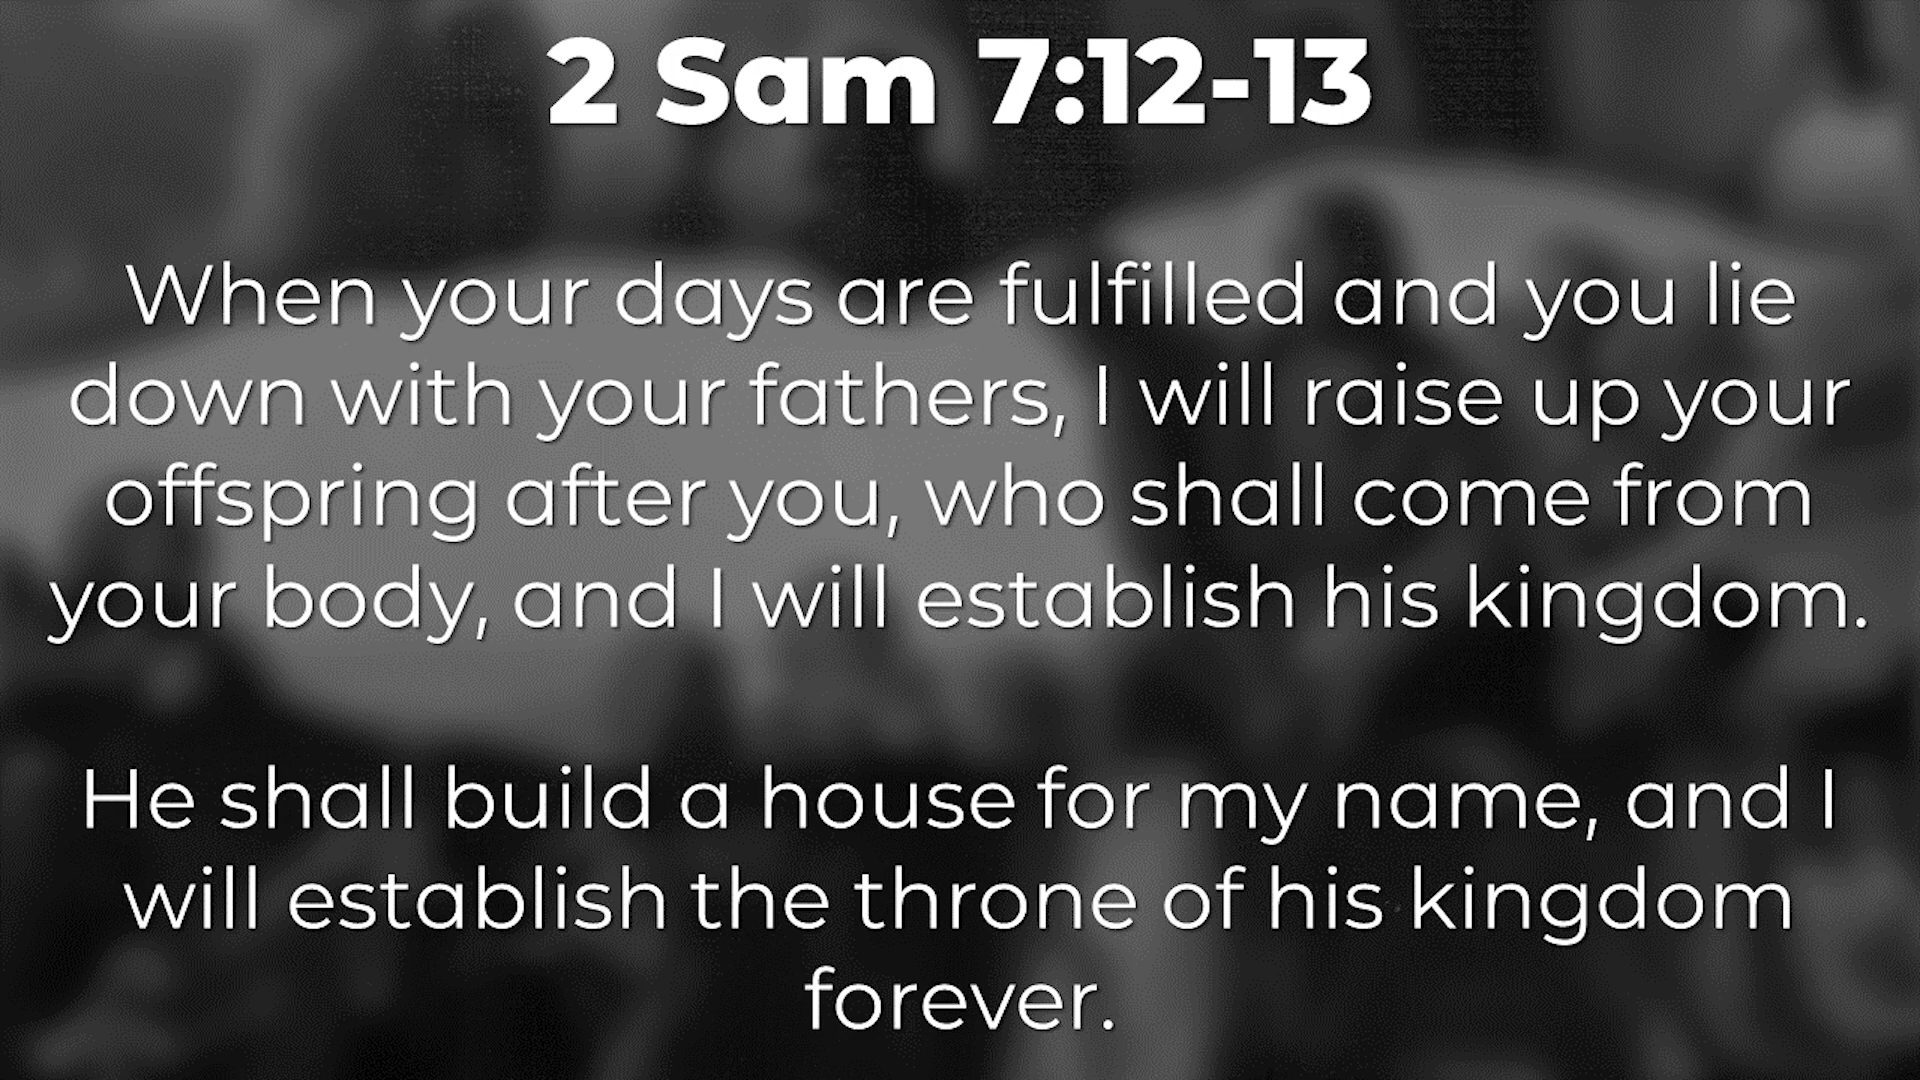 2 Sam 7:12-13
When your days are fulfilled and you lie
down with your fathers, I will raise up your
offspring after you, who shall come from
your body, and I will establish his kingdom.
He shall build a house for my name, and I
will establish the throne of his kingdom
forever.